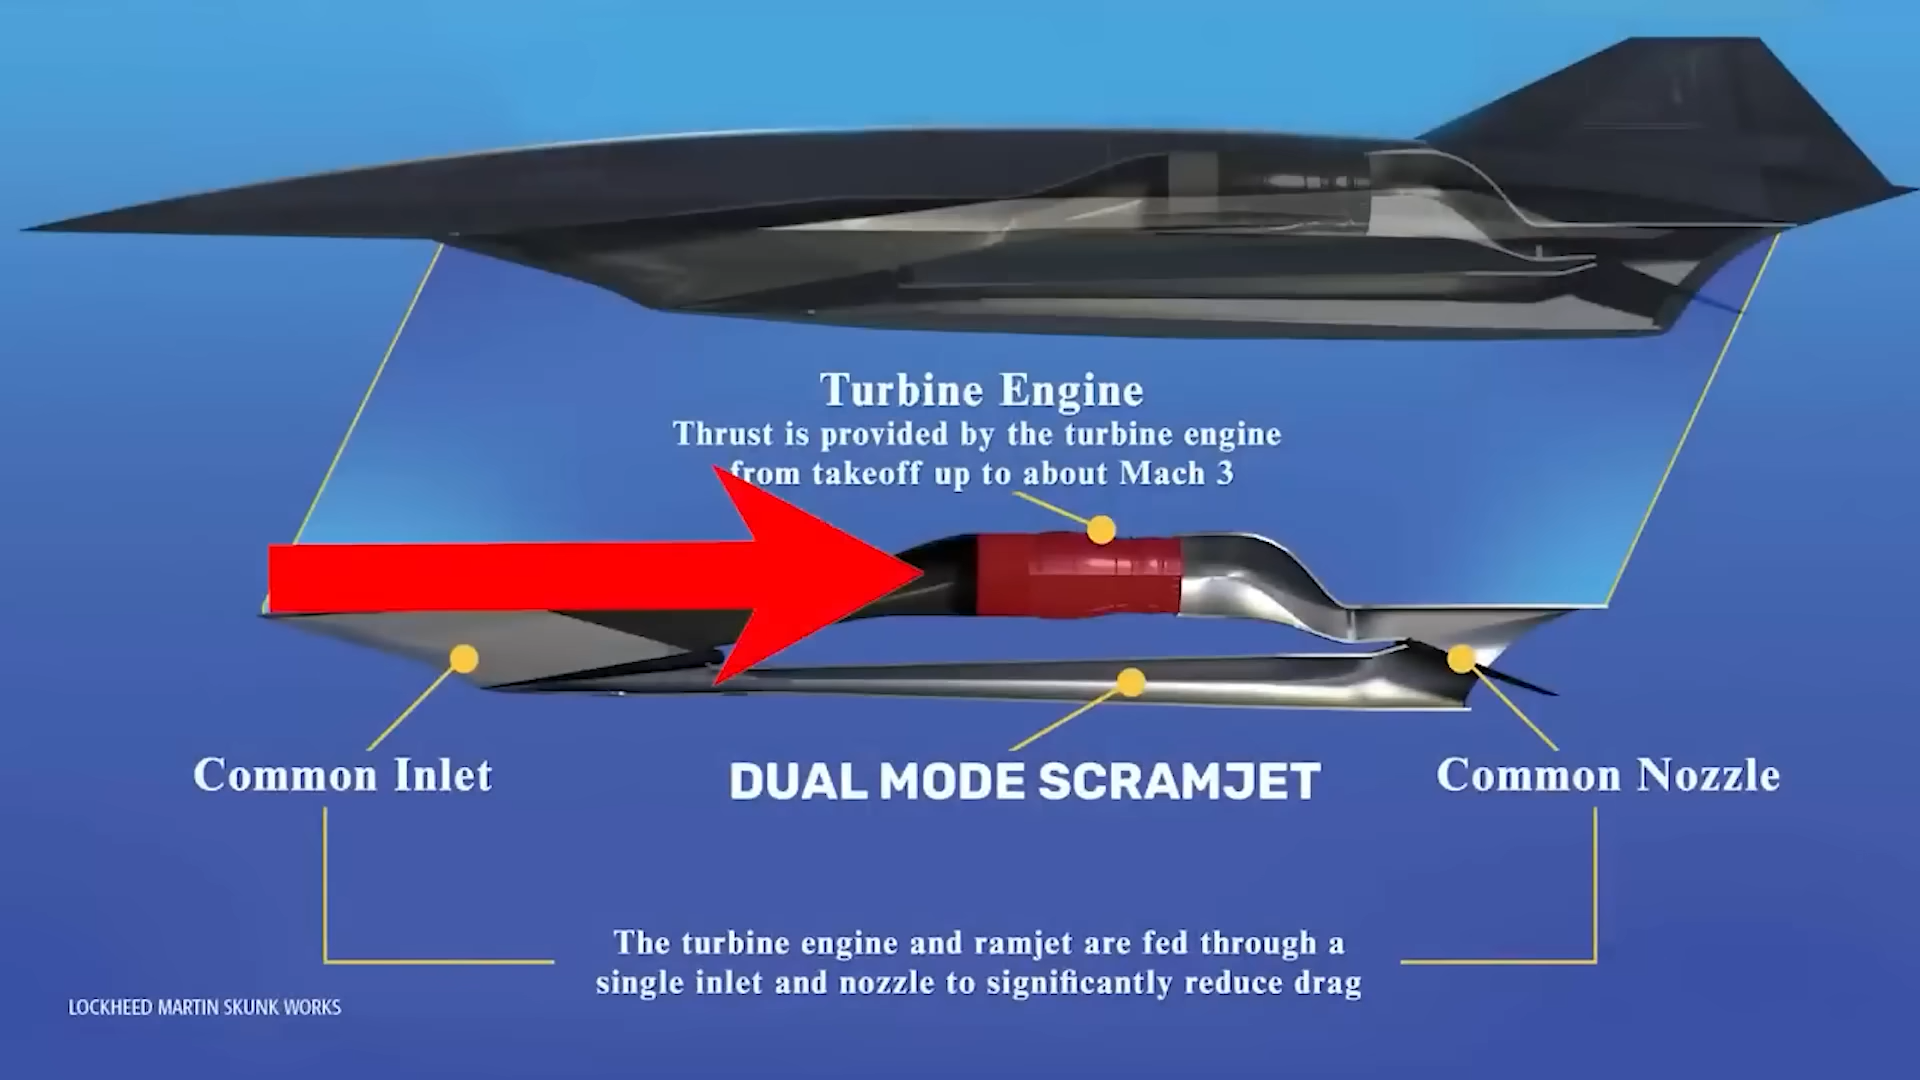 Turbine Engine
Thrust is provided by the turbine engine
from takeoff up to about Mach 3
Common Inlet
DUAL MODE SCRAMJET
Common Nozzle
The turbine engine and ramjet are fed through a
single inlet and nozzle to significantly reduce drag
LOCKHEED MARTIN SKUNK WORKS